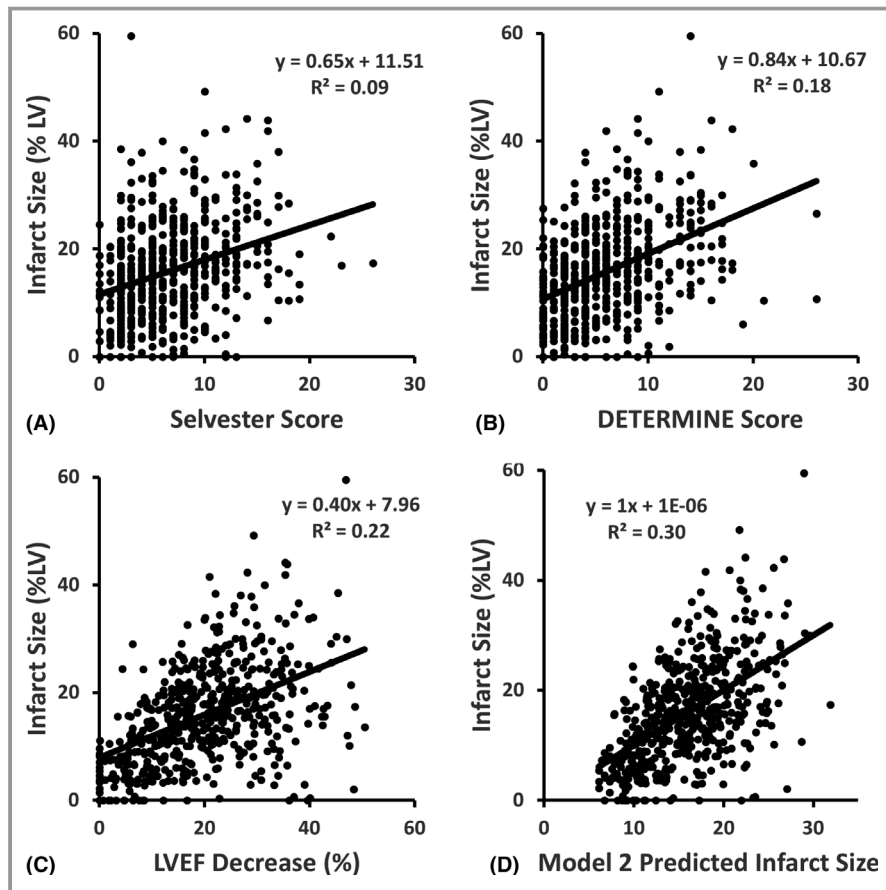 60
40
20
0
Infarct Size (% LV)
y = 0.65x + 11.51
R² = 0.09
0 10 20 30
(A) Selvester Score
60
40
20
0
Infarct Size (%LV)
y = 0.84x + 10.67
R² = 0.18
0 10 20 30
(B) DETERMINE Score
60
40
20
0
Infarct Size (%LV)
y = 0.40x + 7.96
R² = 0.22
0 20 40 60
(C) LVEF Decrease (%)
60
40
20
0
Infarct Size (%LV)
y = 1x + 1E-06
R² = 0.30
0 10 20 30
(D) Model 2 Predicted Infarct Size